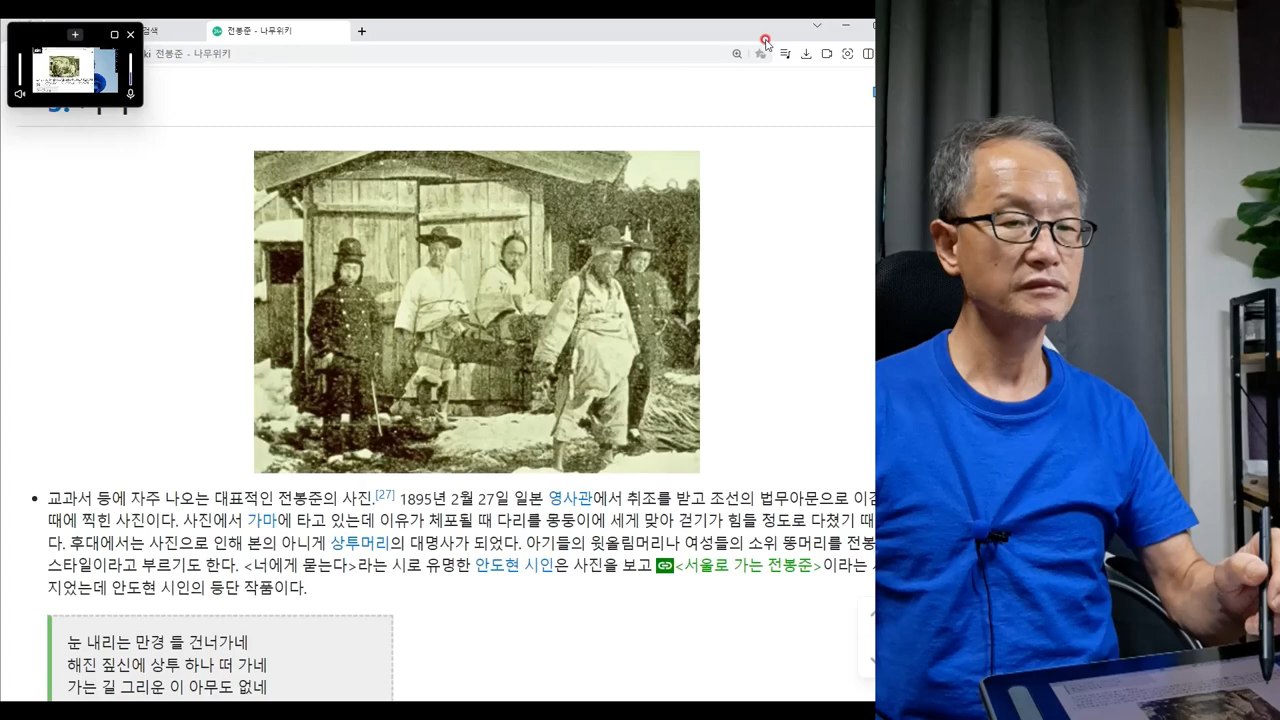 검색
전봉준 - 나무위키
ki 전봉준 - 나무위키
교과서 등에 자주 나오는 대표적인 전봉준의 사진.[27] 1895년 2월 27일 일본 영사관에서 취조를 받고 조선의 법무아문으로
때에 찍힌 사진이다. 사진에서 가마에 타고 있는데 이유가 체포될 때 다리를 몽둥이에 세게 맞아 걷기가 힘들 정도로 다쳤기 때
다. 후대에서는 사진으로 인해 본의 아니게 상투머리의 대명사가 되었다. 아기들의 윗올림머리나 여성들의 소위 똥머리를 전봉
스타일이라고 부르기도 한다. <너에게 묻는다>라는 시로 유명한 안도현 시인은 사진을 보고 <서울로 가는 전봉준>이라는
지었는데 안도현 시인의 등단 작품이다.
눈 내리는 만경 들 건너가네
해진 짚신에 상투 하나 떠 가네
가는 길 그리운 이 아무도 없네